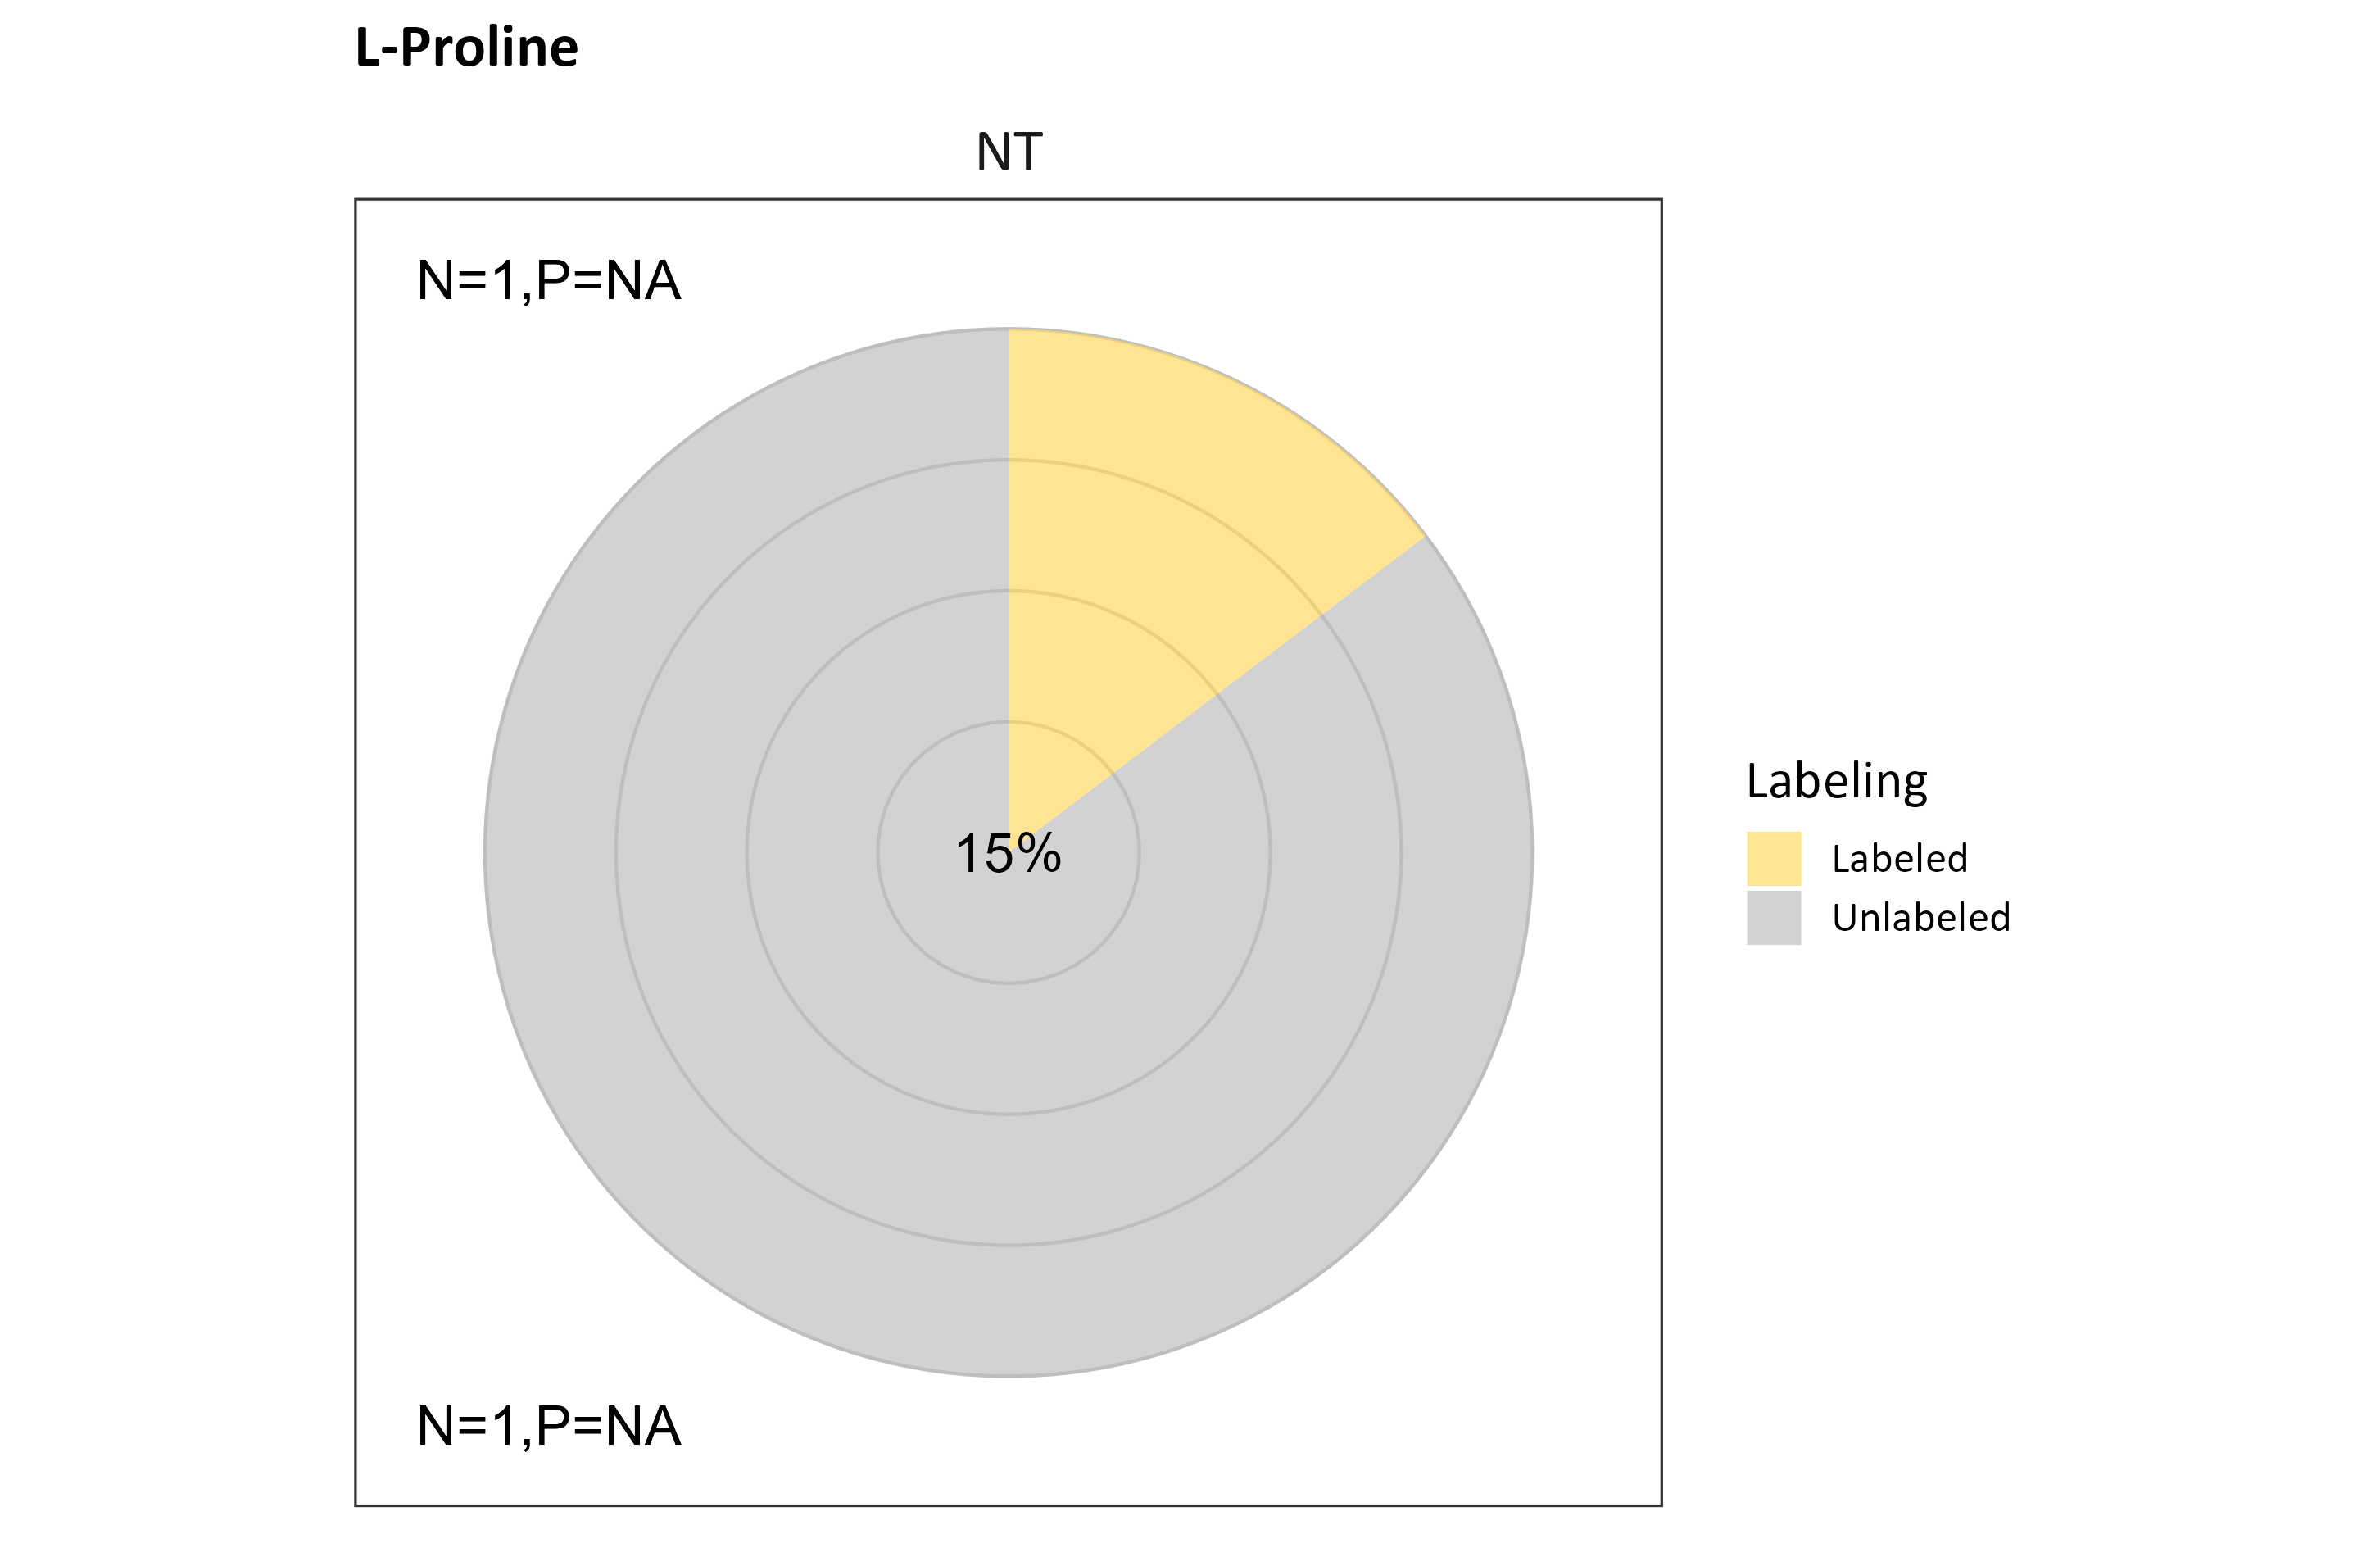 L-Proline
NT
N=1,P=NA
15%
N=1,P=NA
Labeling
Labeled
Unlabeled